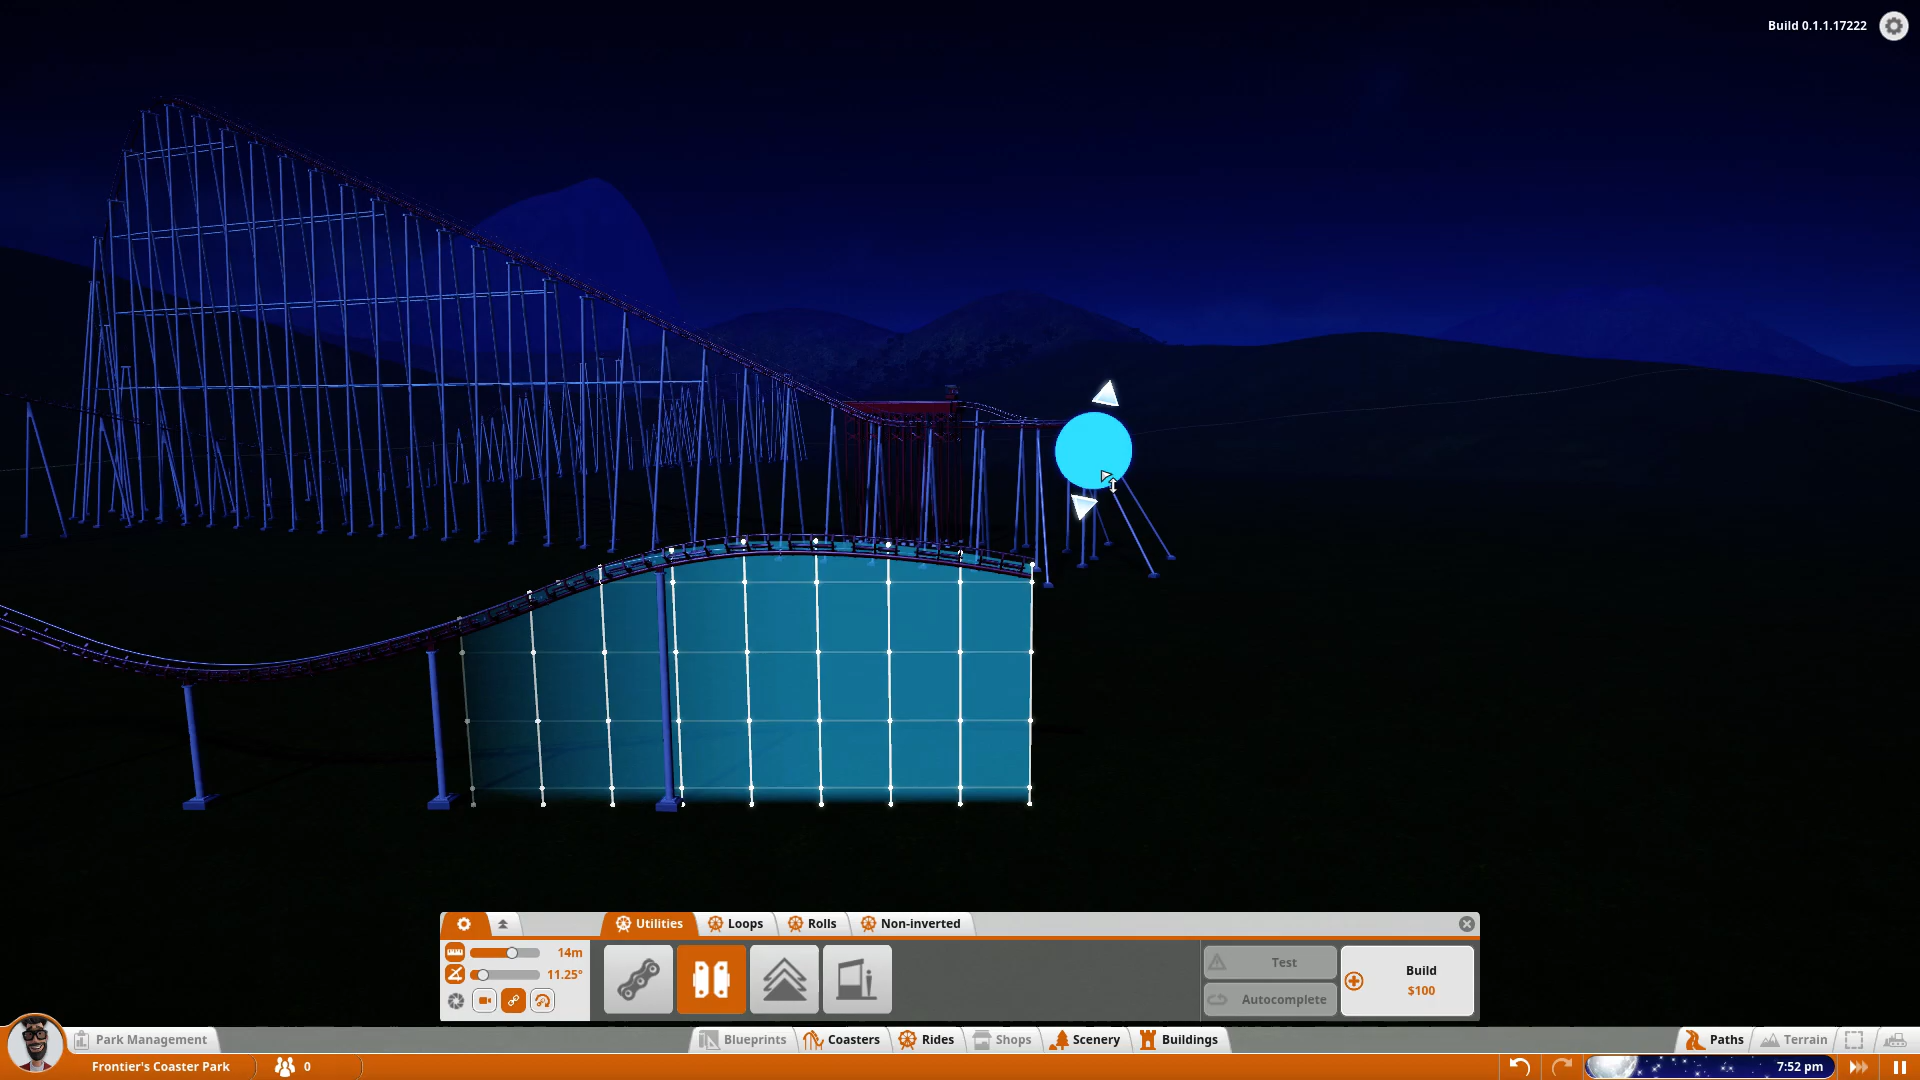 Build 0.1.1.17222
Utilities
Loops
Rolls
Non-inverted
14m
11.25°
Test
Autocomplete
Build
$100
Park Management
Blueprints
Coasters
Rides
Shops
Scenery
Buildings
Paths
Terrain
Frontier's Coaster Park
0
7:52 pm